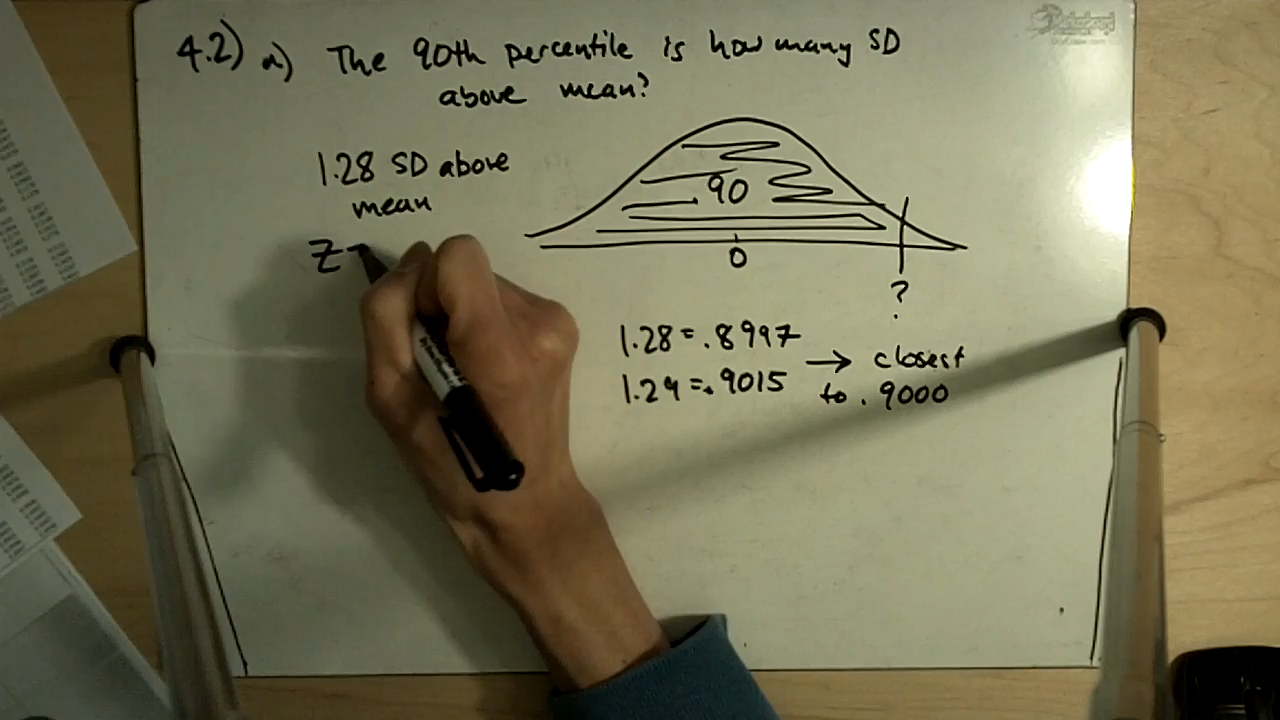 4.2) a) The 90th percentile is how many SD
above mean?
1.28 SD above
mean
Z
90
0
?
1.28 = .8997
1.29 = .9015
→ closest
to .9000